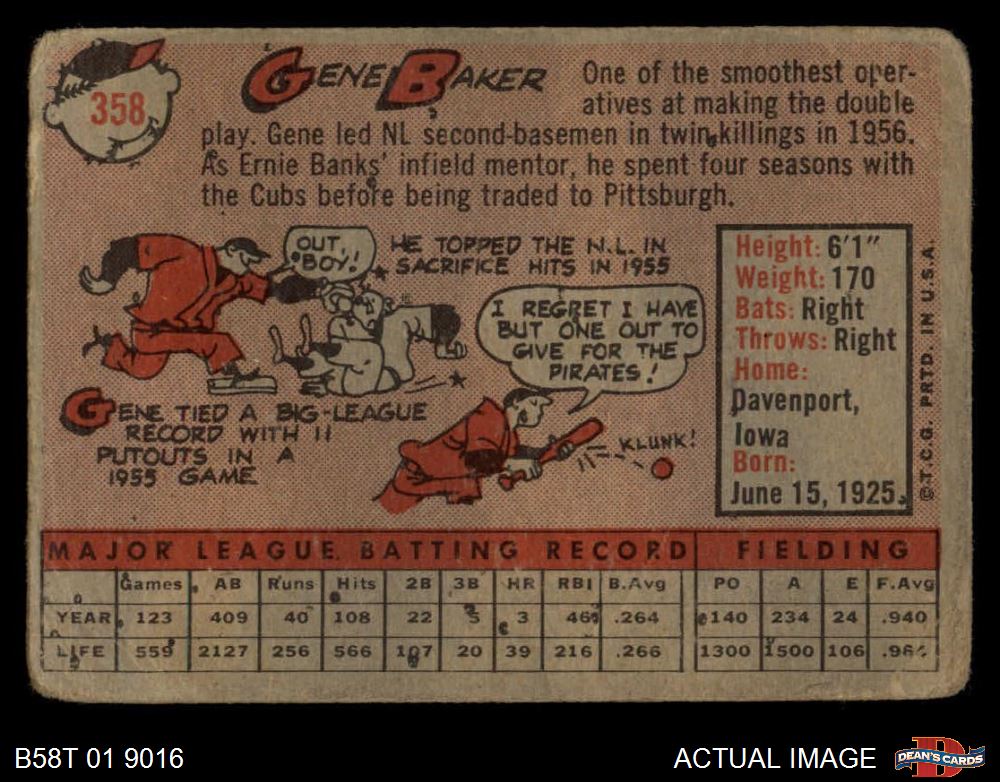 358
GENE BAKER
One of the smoothest oper-
atives at making the double
play. Gene led NL second-basemen in twin killings in 1956.
As Ernie Banks' infield mentor, he spent four seasons with
the Cubs before being traded to Pittsburgh.
OUT,
BOY!
HE TOPPED THE N.L. IN
SACRIFICE HITS IN 1955
I REGRET I HAVE
BUT ONE OUT TO
GIVE FOR THE
PIRATES!
GENE TIED A BIG-LEAGUE
RECORD WITH 11
PUTOUTS IN A
1955 GAME
KLUNK!
Height: 6'1"
Weight: 170
Bats: Right
Throws: Right
Home:
Davenport,
Iowa
Born:
June 15, 1925.
© T.C.G. PRTD. IN U.S.A.
MAJOR LEAGUE BATTING RECORD FIELDING
Games AB Runs Hits 2B 3B HR RBI B.Avg PO A E F.Avg
YEAR 123 409 40 108 22 5 3 46 .264 140 234 24 .940
LIFE 559 2127 256 566 107 20 39 216 .266 1300 1500 106
B58T 01 9016
ACTUAL IMAGE
D
DEAN'S CARDS